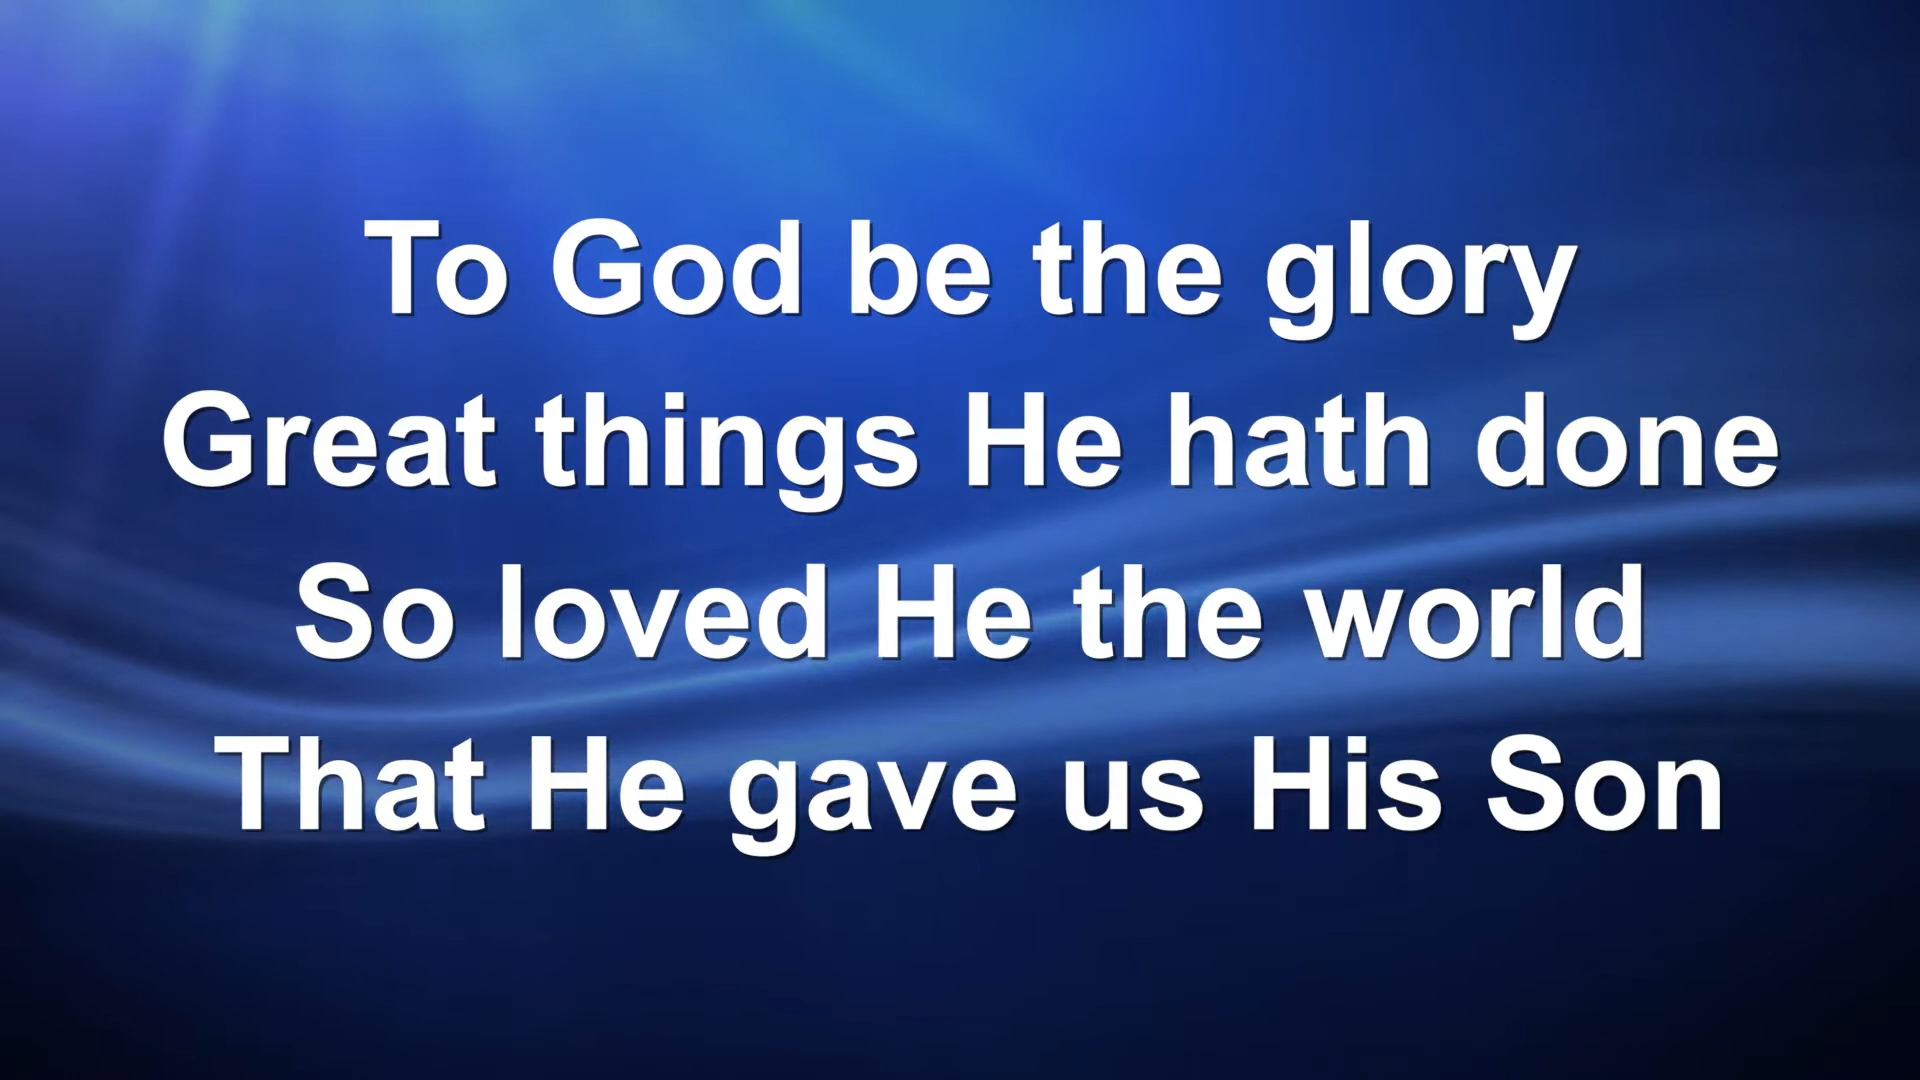 To God be the glory
Great things He hath done
So loved He the world
That He gave us His Son